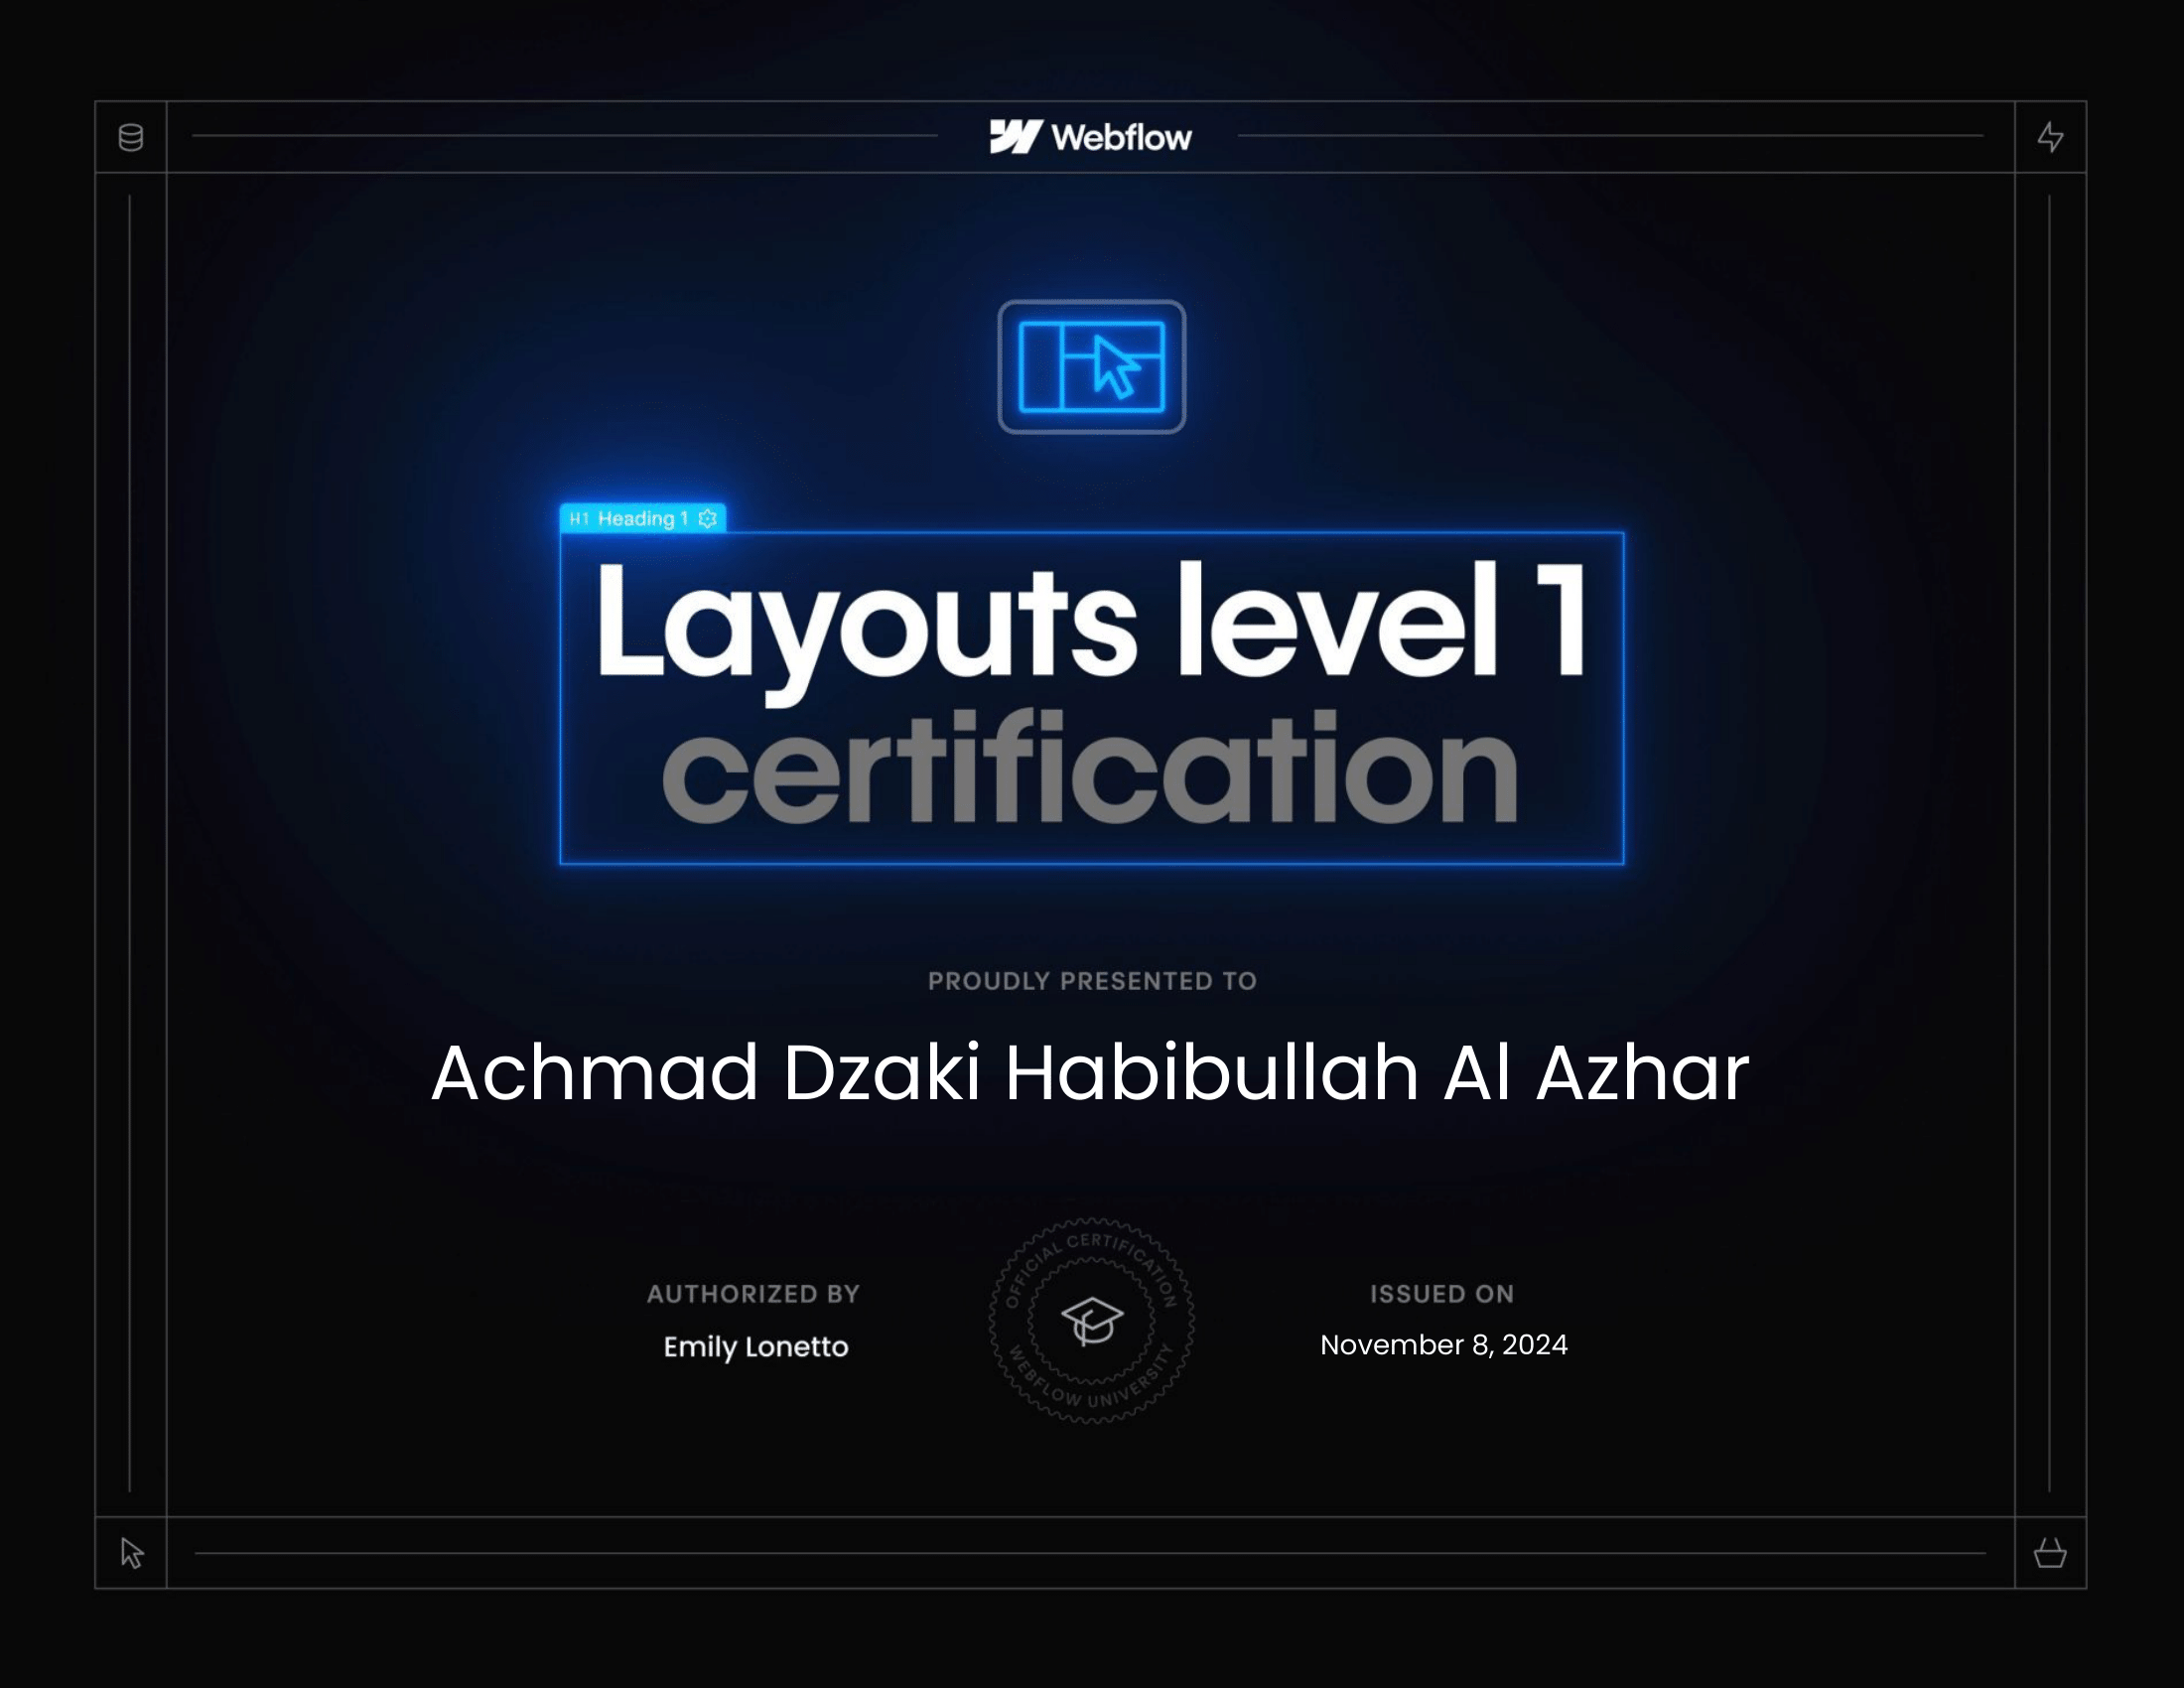 Webflow
H1 Heading 1
Layouts level 1
certification
PROUDLY PRESENTED TO
Achmad Dzaki Habibullah Al Azhar
OFFICIAL CERTIFICATION
WEBFLOW UNIVERSITY
AUTHORIZED BY
Emily Lonetto
ISSUED ON
November 8, 2024